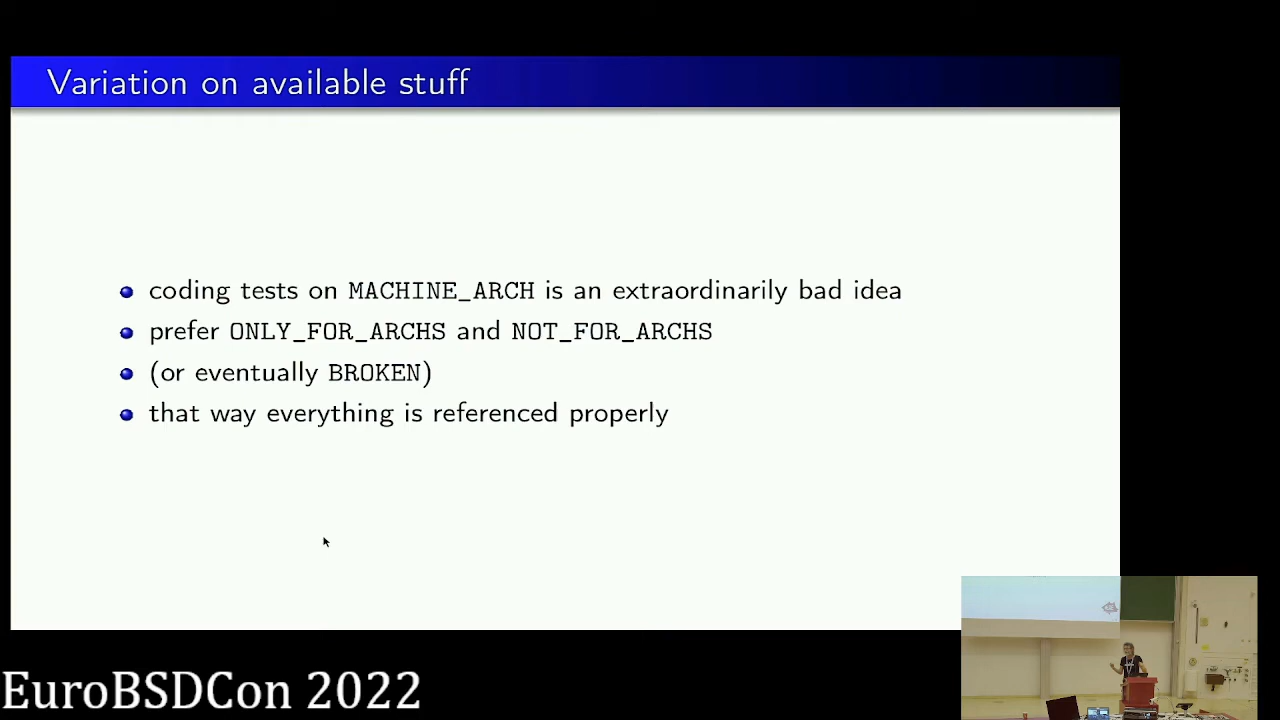 Variation on available stuff
coding tests on MACHINE_ARCH is an extraordinarily bad idea
prefer ONLY_FOR_ARCHS and NOT_FOR_ARCHS
(or eventually BROKEN)
that way everything is referenced properly
EuroBSDCon 2022